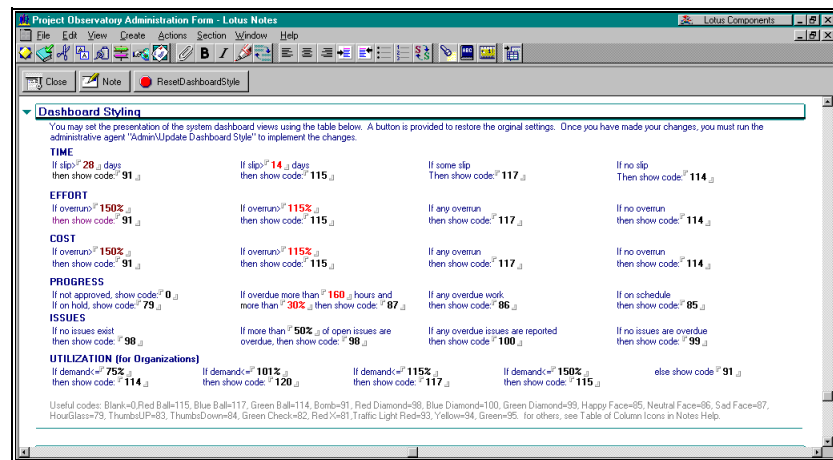 Project Observatory Administration Form - Lotus Notes
Lotus Components
File Edit View Create Actions Section Window Help
Close Note ResetDashboardStyle
Dashboard Styling
You may set the presentation of the system dashboard views using the table below. A button is provided to restore the orginal settings. Once you have made your changes, you must run the
administrative agent "Admin\Update Dashboard Style" to implement the changes.
TIME
If slip> 28 days If slip> 14 days If some slip If no slip
then show code: 91 then show code: 115 Then show code: 117 Then show code: 114
EFFORT
If overrun> 150% If overrun> 115% If any overrun If no overrun
then show code: 91 then show code: 115 then show code: 117 then show code: 114
COST
If overrun> 150% If overrun> 115% If any overrun If no overrun
then show code: 91 then show code: 115 then show code: 117 then show code: 114
PROGRESS
If not approved, show code: 0 If overdue more than 160 hours and If any overdue work If on schedule
If on hold, show code: 79 more than 30% then show code: 87 then show code: 86 then show code: 85
ISSUES
If no issues exist If more than 50% of open issues are If any overdue issues are reported If no issues are overdue
then show code: 98 overdue, then show code: 98 then show code 100 then show code: 99
UTILIZATION (for Organizations)
If demand<= 75% If demand<= 101% If demand<= 115% If demand<= 150% else show code 91
then show code: 114 then show code: 120 then show code: 117 then show code: 115
Useful codes: Blank=0,Red Ball=115, Blue Ball=117, Green Ball=114, Bomb=91, Red Diamond=98, Blue Diamond=100, Green Diamond=99, Happy Face=85, Neutral Face=86, Sad Face=87,
HourGlass=79, ThumbsUP=83, ThumbsDown=84, Green Check=82, Red X=81,Traffic Light Red=93, Yellow=94, Green=95. for others, see Table of Column Icons in Notes Help.